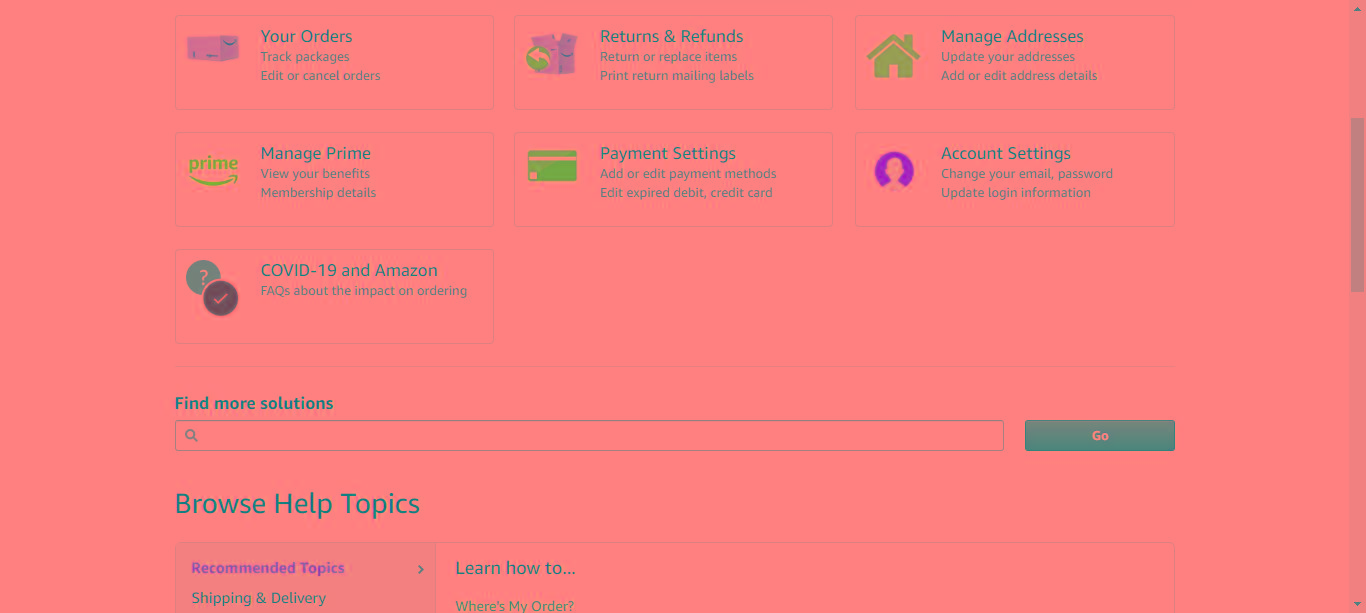 Your Orders
Track packages
Edit or cancel orders
Returns & Refunds
Return or replace items
Print return mailing labels
Manage Addresses
Update your addresses
Add or edit address details
prime
Manage Prime
View your benefits
Membership details
Payment Settings
Add or edit payment methods
Edit expired debit, credit card
Account Settings
Change your email, password
Update login information
?
COVID-19 and Amazon
FAQs about the impact on ordering
Find more solutions
Go
Browse Help Topics
Recommended Topics
Shipping & Delivery
Learn how to...
Where's My Order?